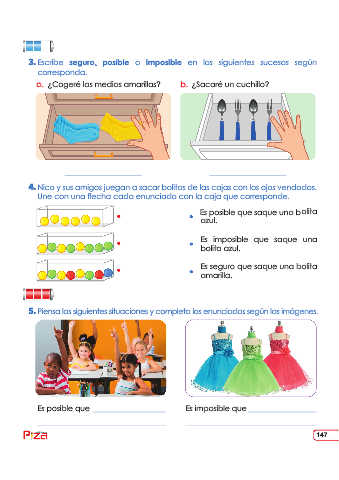 3. Escribe seguro, posible o imposible en los siguientes sucesos según
corresponda.
a. ¿Cogeré las medias amarillas?
b. ¿Sacaré un cuchillo?
4. Nico y sus amigos juegan a sacar bolitas de las cajas con los ojos vendados.
Une con una flecha cada enunciado con la caja que corresponde.
Es posible que saque una bolita
azul.
Es imposible que saque una
bolita azul.
Es seguro que saque una bolita
amarilla.
5. Piensa las siguientes situaciones y completa los enunciados según las imágenes.
Es posible que
Es imposible que
Piza
147